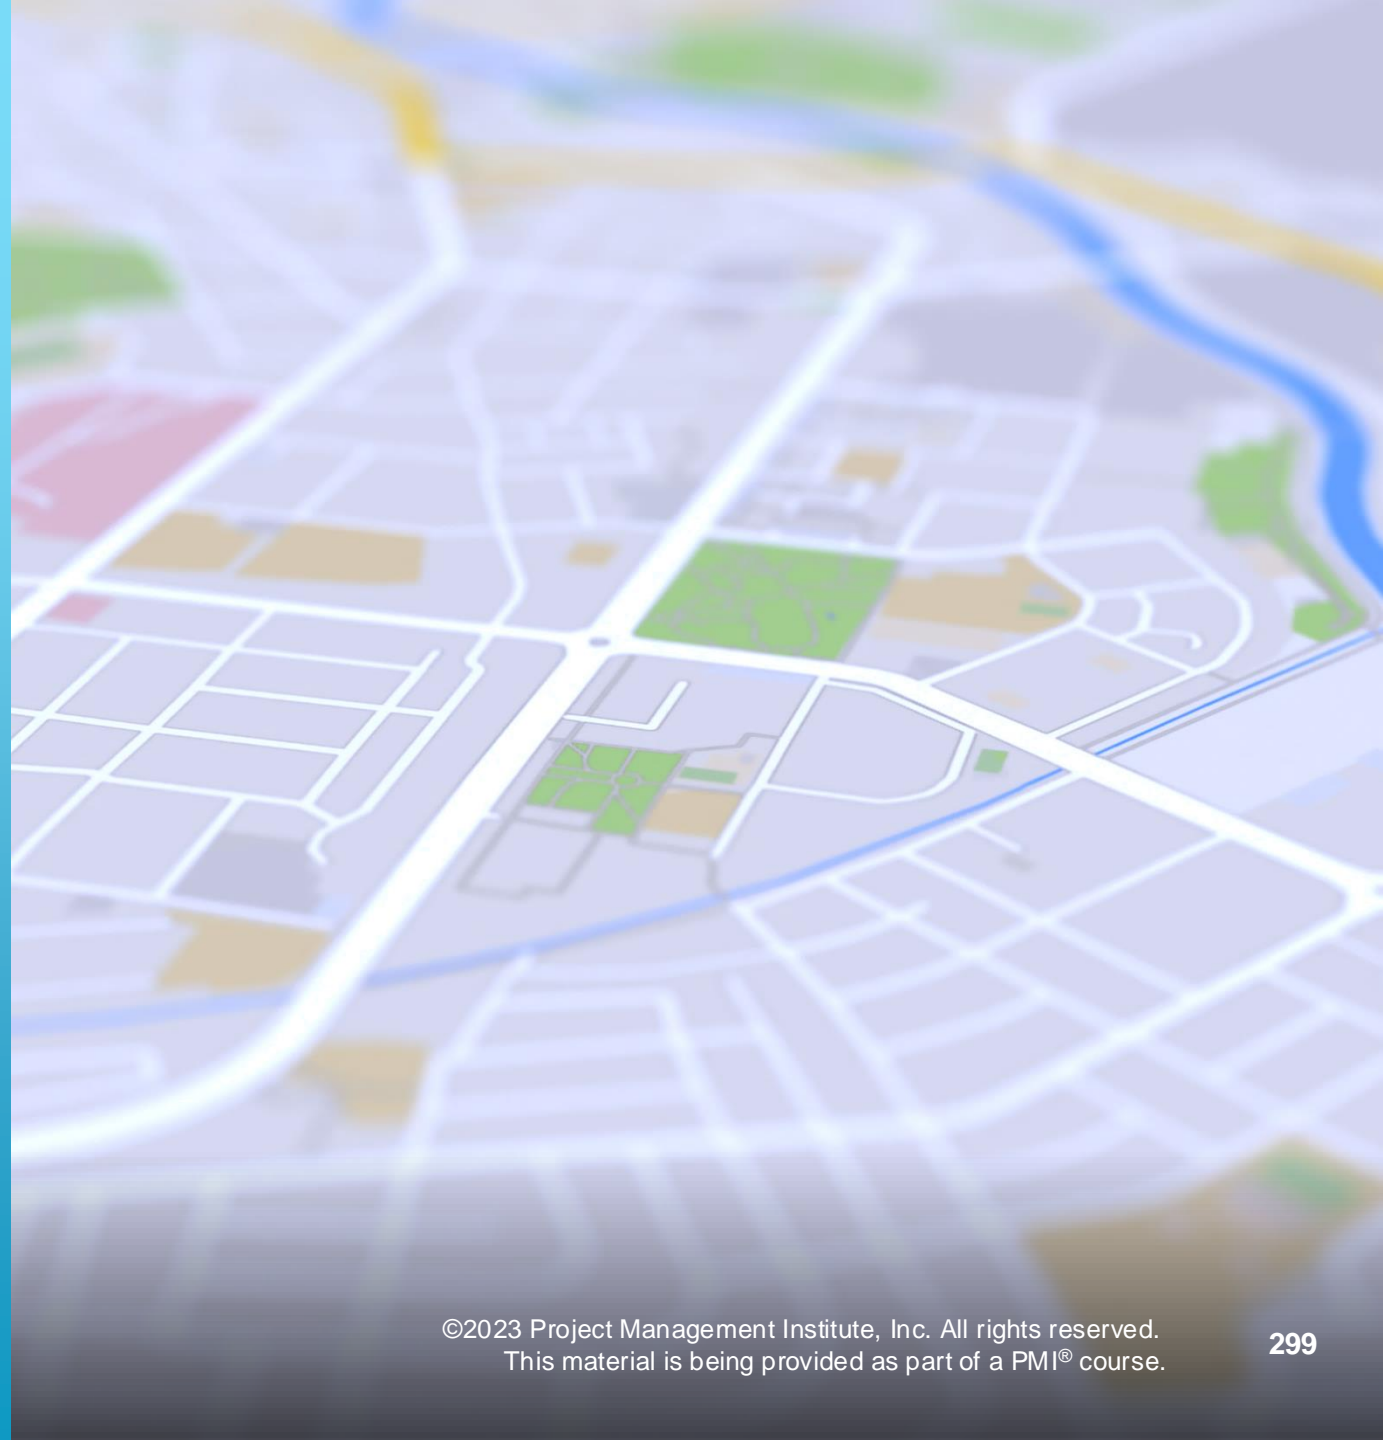 ©2023 Project Management Institute, Inc. All rights reserved.
This material is being provided as part of a PMI® course.
299